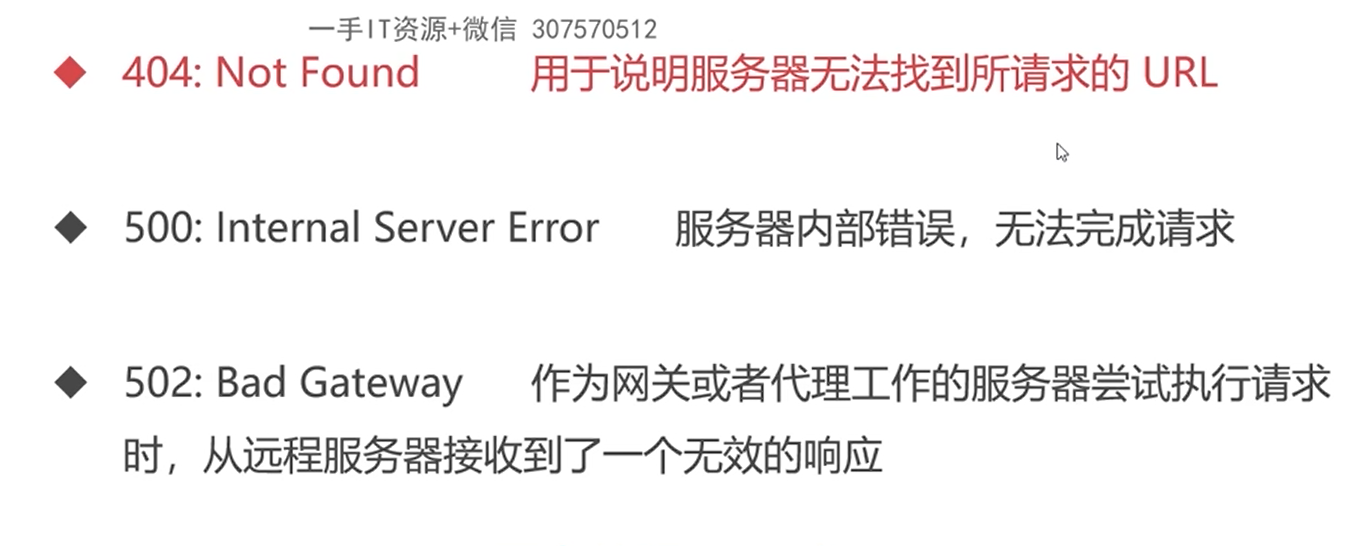 一手IT资源+微信 307570512
404: Not Found 用于说明服务器无法找到所请求的 URL
500: Internal Server Error 服务器内部错误，无法完成请求
502: Bad Gateway 作为网关或者代理工作的服务器尝试执行请求
时，从远程服务器接收到了一个无效的响应